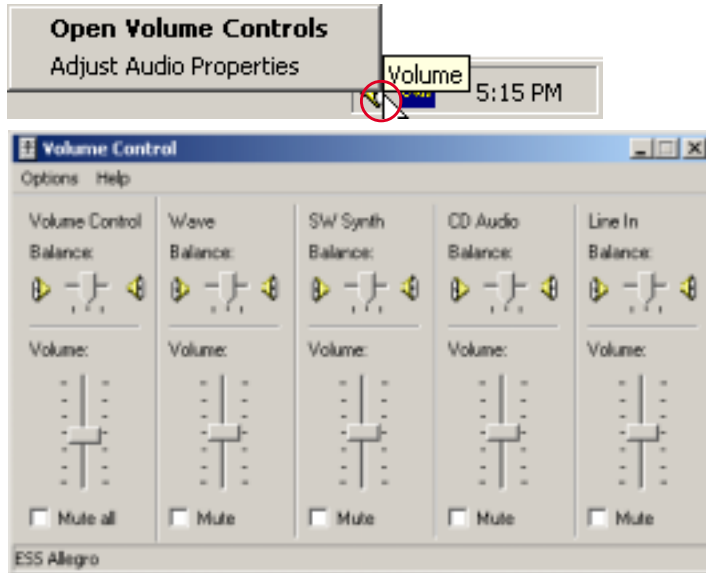 Open Volume Controls
Adjust Audio Properties
Volume
5:15 PM
Volume Control
Options Help
Volume Control Wave SW Synth CD Audio Line In
Balance: Balance: Balance: Balance: Balance:
Volume: Volume: Volume: Volume: Volume:
Mute all Mute Mute Mute Mute
ESS Allegro